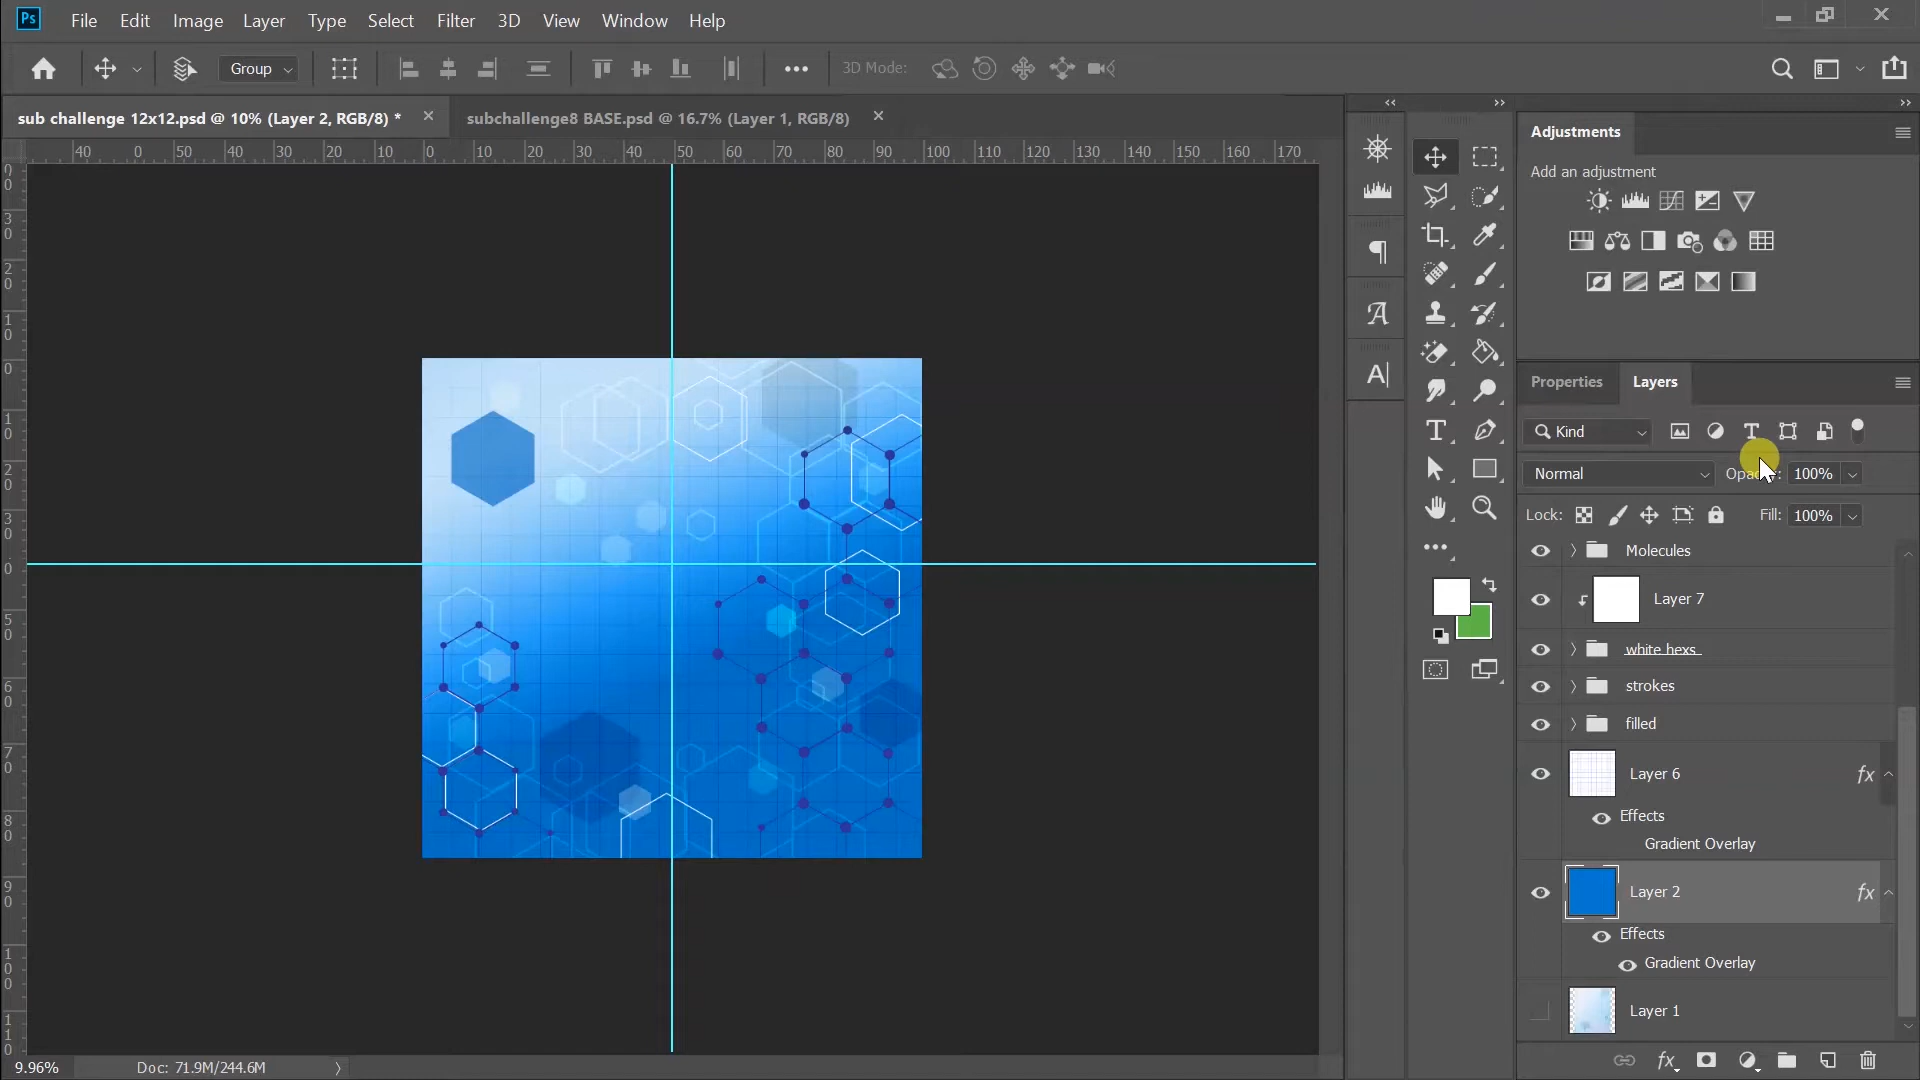 Ps File Edit Image Layer Type Select Filter 3D View Window Help
Group 3D Mode:
sub challenge 12x12.psd @ 10% (Layer 2, RGB/8) * subchallenge8 BASE.psd @ 16.7% (Layer 1, RGB/8)
40 0 50 40 30 20 10 0 10 20 30 40 50 60 70 80 90 100 110 120 130 140 150 160 170
Adjustments
Add an adjustment
Properties Layers
Kind
Normal 100%
Lock: Fill: 100%
Molecules
Layer 7
white hexs
strokes
filled
Layer 6 fx
Effects
Gradient Overlay
Layer 2 fx
Effects
Gradient Overlay
Layer 1
fx
9.96% Doc: 71.9M/244.6M